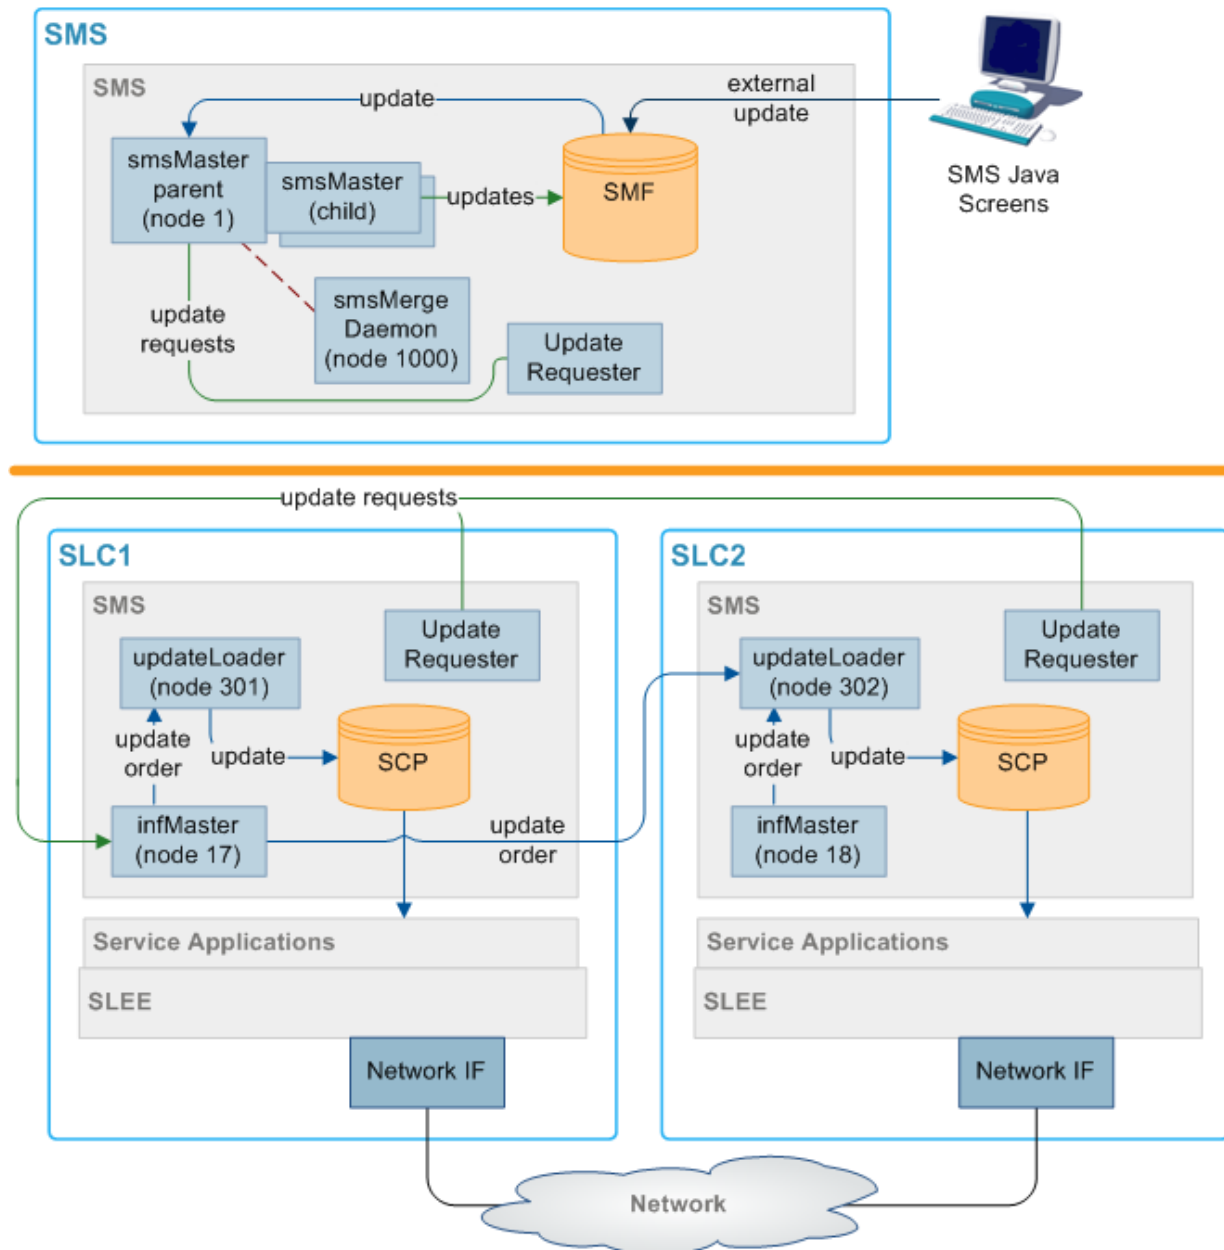 SMS
SMS
update
external
update
smsMaster
parent
(node 1)
smsMaster
(child)
updates
SMF
SMS Java
Screens
update
requests
smsMerge
Daemon
(node 1000)
Update
Requester
update requests
SLC1
SMS
Update
Requester
updateLoader
(node 301)
update
order
update
SCP
infMaster
(node 17)
update
order
Service Applications
SLEE
Network IF
SLC2
SMS
Update
Requester
updateLoader
(node 302)
update
order
update
SCP
infMaster
(node 18)
Service Applications
SLEE
Network IF
Network